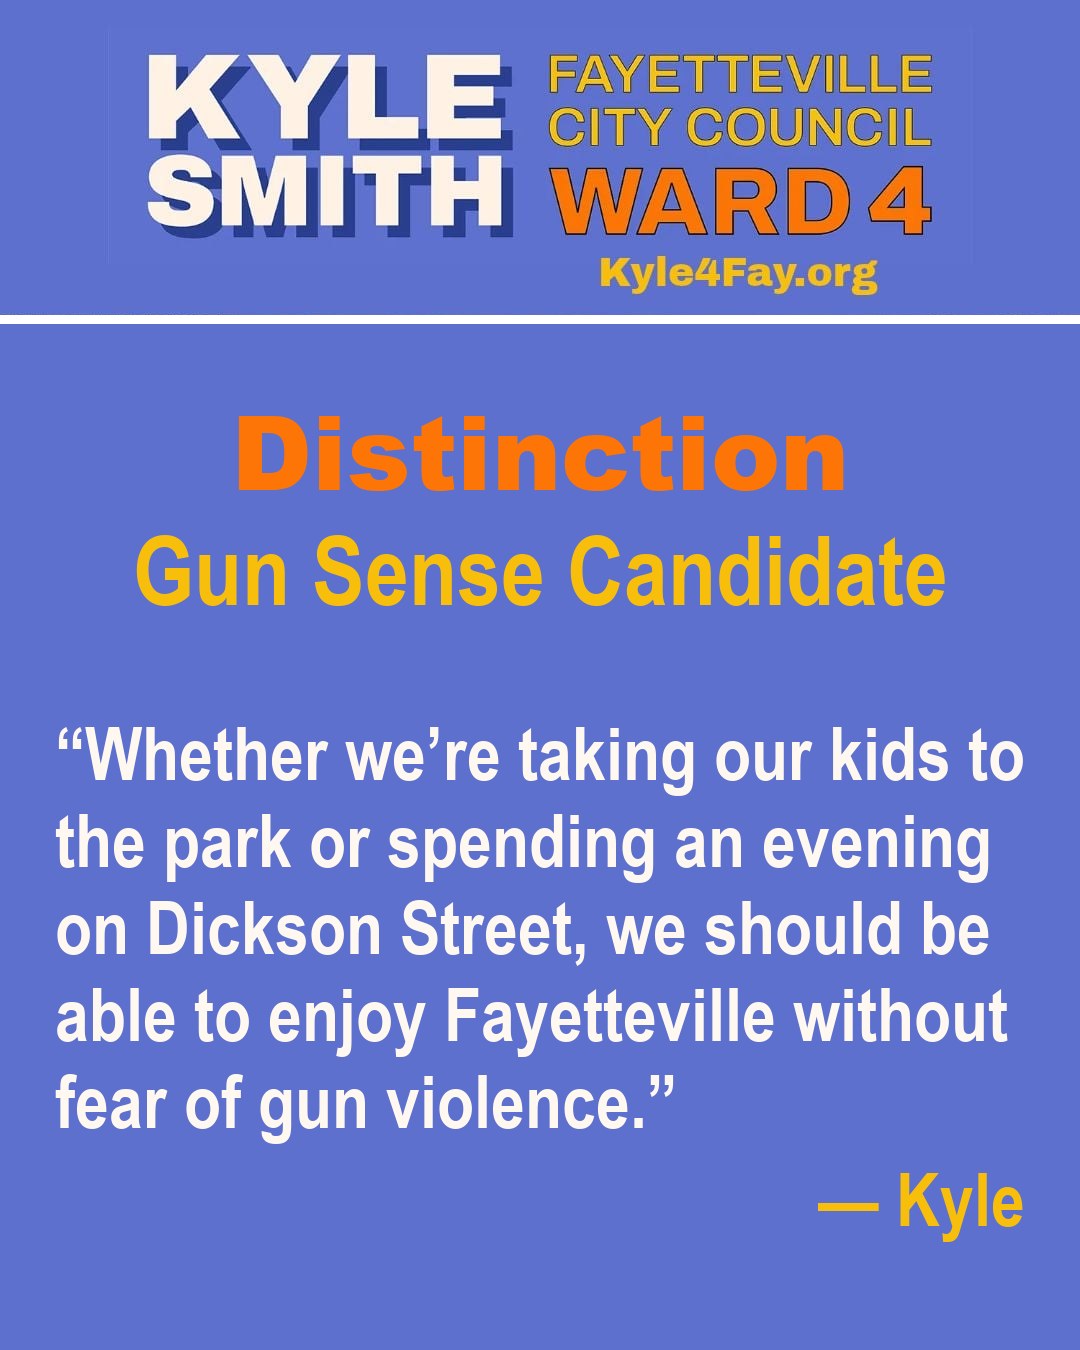 KYLE
SMITH
FAYETTEVILLE
CITY COUNCIL
WARD 4
Kyle4Fay.org
Distinction
Gun Sense Candidate
“Whether we’re taking our kids to
the park or spending an evening
on Dickson Street, we should be
able to enjoy Fayetteville without
fear of gun violence.”
— Kyle